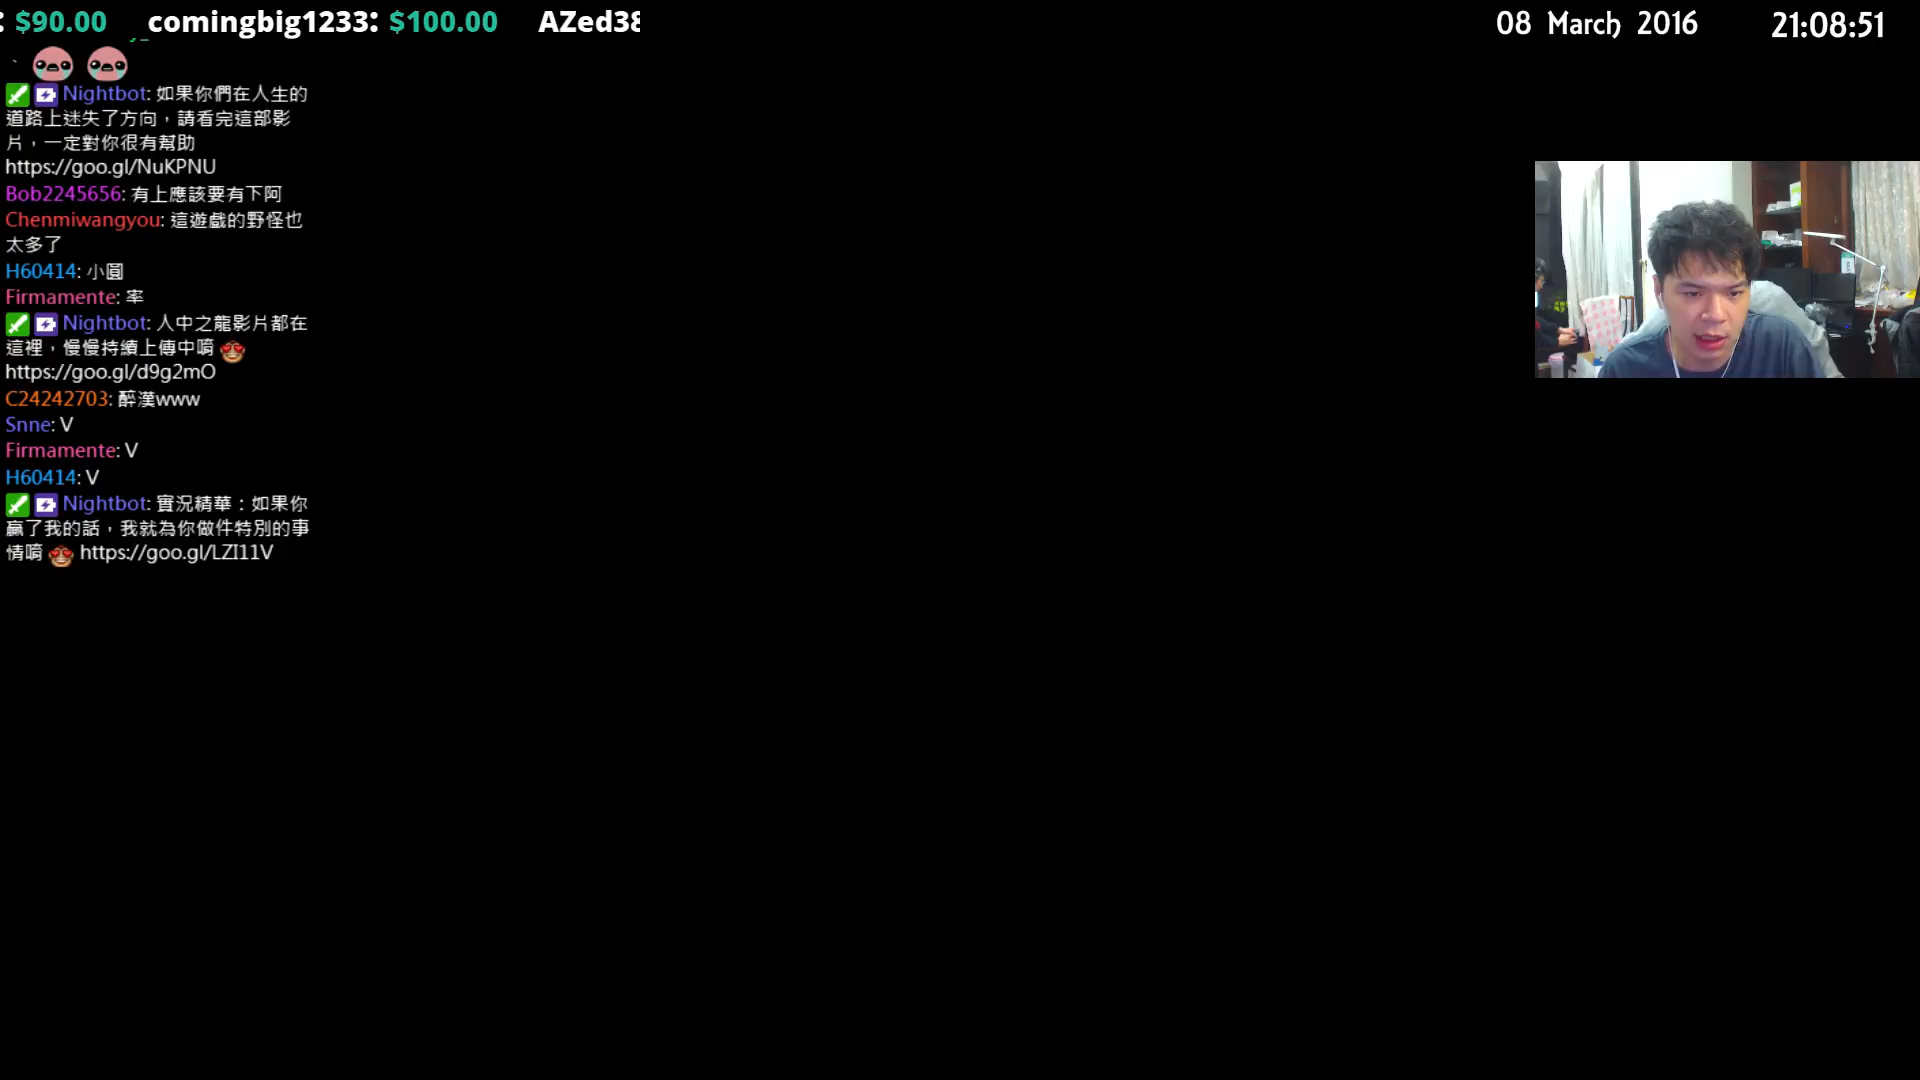 : $90.00 comingbig1233: $100.00 AZed38
08 March 2016 21:08:51
Nightbot: 如果你們在人生的
道路上迷失了方向，請看完這部影
片，一定對你很有幫助
https://goo.gl/NuKPNU
Bob2245656: 有上應該要有下阿
Chenmiwangyou: 這遊戲的野怪也
太多了
H60414: 小圓
Firmamente: 率
Nightbot: 人中之龍影片都在
這裡，慢慢持續上傳中唷
https://goo.gl/d9g2mO
C24242703: 醉漢www
Snne: V
Firmamente: V
H60414: V
Nightbot: 實況精華：如果你
贏了我的話，我就為你做件特別的事
情唷 https://goo.gl/LZI11V